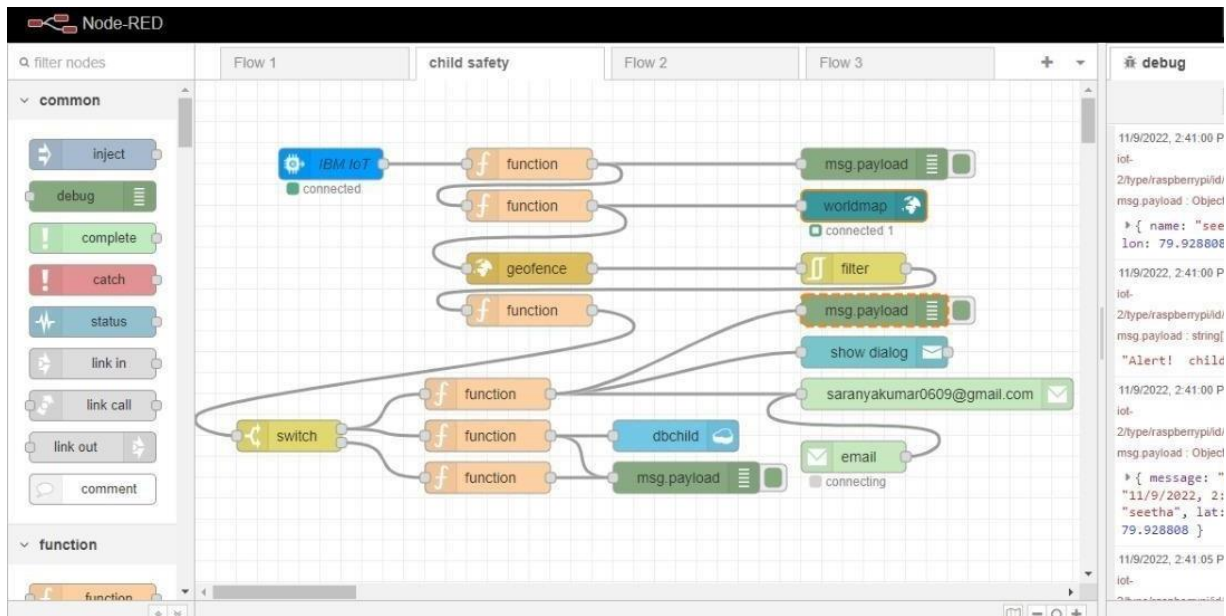 Node-RED
filter nodes
common
inject
debug
complete
catch
status
link in
link call
link out
comment
function
function
Flow 1
child safety
Flow 2
Flow 3
IBM IoT
connected
function
msg.payload
function
worldmap
connected 1
geofence
filter
function
msg.payload
show dialog
function
saranyakumar0609@gmail.com
switch
function
dbchild
email
function
msg.payload
connecting
debug
11/9/2022, 2:41:00 P
iot-
2/type/raspberrypi/id/
msg.payload : Object
{ name: "see
lon: 79.928808
11/9/2022, 2:41:00 P
iot-
2/type/raspberrypi/id/
msg.payload : string[
"Alert! child
11/9/2022, 2:41:00 P
iot-
2/type/raspberrypi/id/
msg.payload : Object
{ message: "
"11/9/2022, 2:
"seetha", lat:
79.928808 }
11/9/2022, 2:41:05 P
iot-